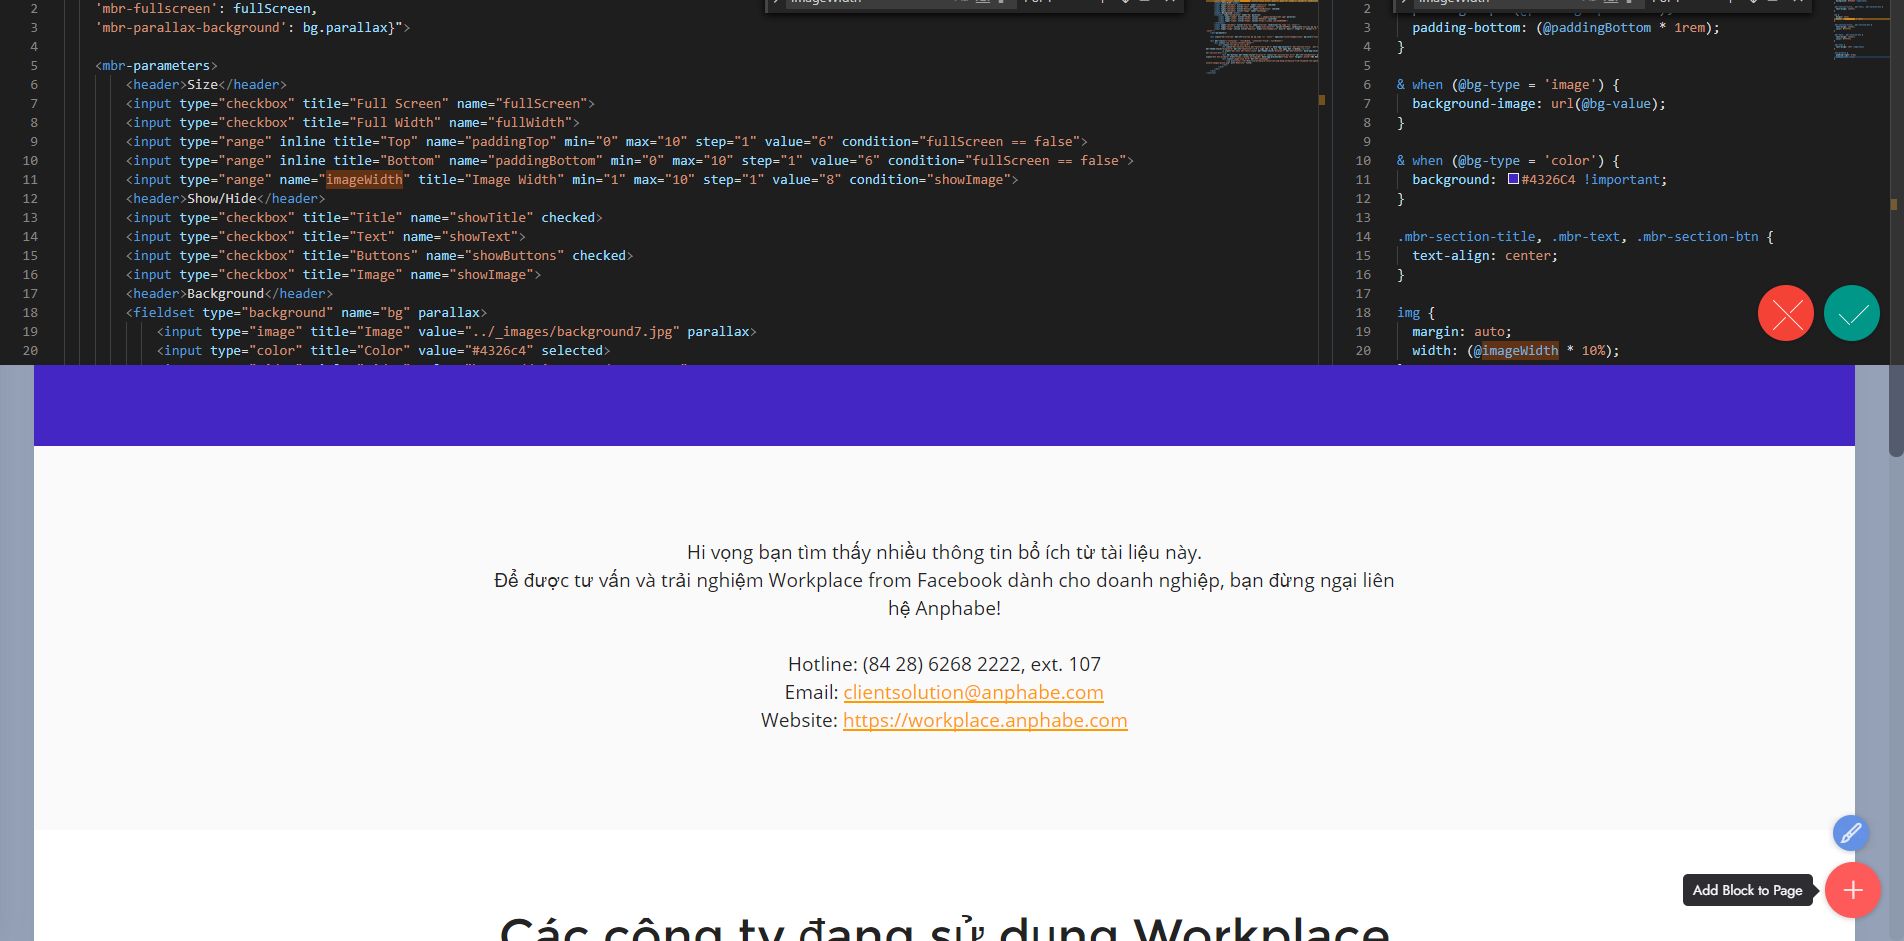 2 'mbr-fullscreen': fullScreen,
3 'mbr-parallax-background': bg.parallax}">
4
5 <mbr-parameters>
6 <header>Size</header>
7 <input type="checkbox" title="Full Screen" name="fullScreen">
8 <input type="checkbox" title="Full Width" name="fullWidth">
9 <input type="range" inline title="Top" name="paddingTop" min="0" max="10" step="1" value="6" condition="fullScreen == false">
10 <input type="range" inline title="Bottom" name="paddingBottom" min="0" max="10" step="1" value="6" condition="fullScreen == false">
11 <input type="range" name="imageWidth" title="Image Width" min="1" max="10" step="1" value="8" condition="showImage">
12 <header>Show/Hide</header>
13 <input type="checkbox" title="Title" name="showTitle" checked>
14 <input type="checkbox" title="Text" name="showText">
15 <input type="checkbox" title="Buttons" name="showButtons" checked>
16 <input type="checkbox" title="Image" name="showImage">
17 <header>Background</header>
18 <fieldset type="background" name="bg" parallax>
19 <input type="image" title="Image" value="../_images/background7.jpg" parallax>
20 <input type="color" title="Color" value="#4326c4" selected>
2
3 padding-bottom: (@paddingBottom * 1rem);
4 }
5
6 & when (@bg-type = 'image') {
7 background-image: url(@bg-value);
8 }
9
10 & when (@bg-type = 'color') {
11 background: #4326C4 !important;
12 }
13
14 .mbr-section-title, .mbr-text, .mbr-section-btn {
15 text-align: center;
16 }
17
18 img {
19 margin: auto;
20 width: (@imageWidth * 10%);
Hi vọng bạn tìm thấy nhiều thông tin bổ ích từ tài liệu này.
Để được tư vấn và trải nghiệm Workplace from Facebook dành cho doanh nghiệp, bạn đừng ngại liên
hệ Anphabe!
Hotline: (84 28) 6268 2222, ext. 107
Email: clientsolution@anphabe.com
Website: https://workplace.anphabe.com
Add Block to Page
Các công ty đang sử dụng Workplace